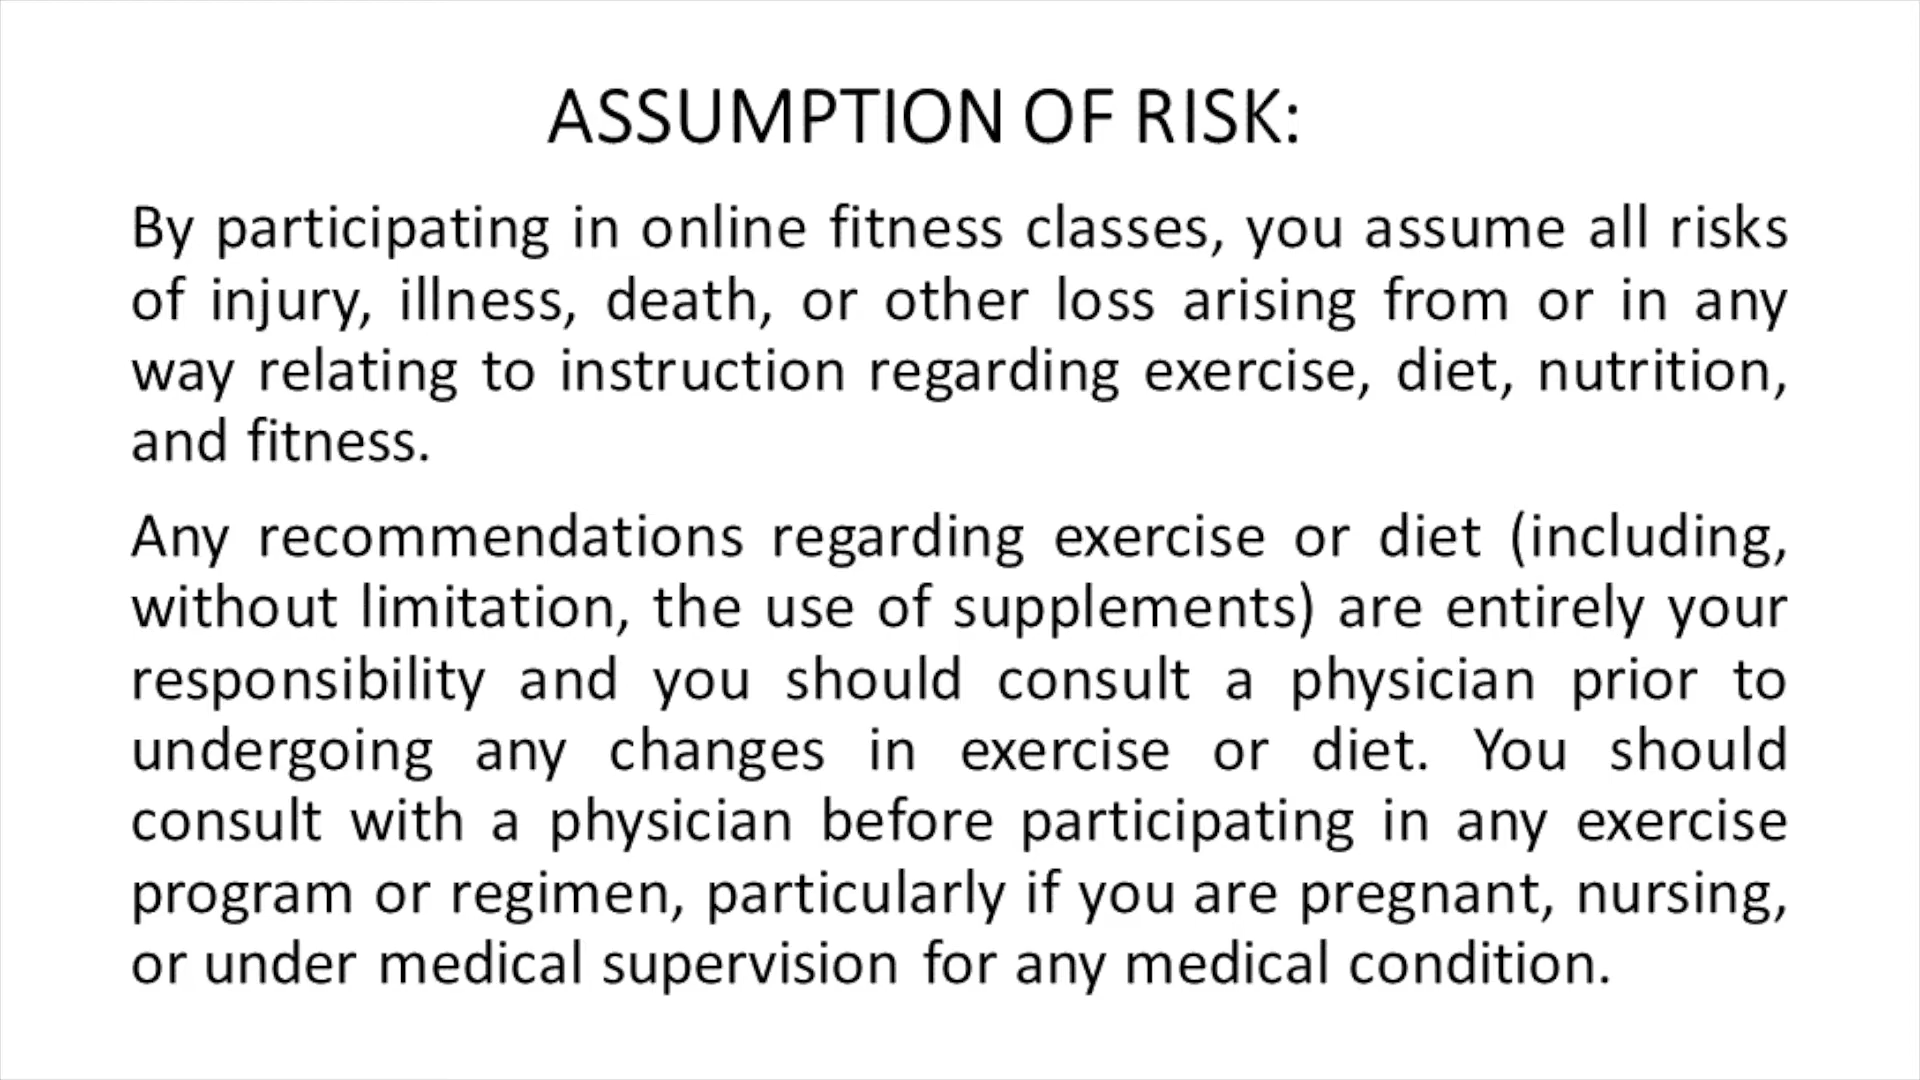 ASSUMPTION OF RISK:
By participating in online fitness classes, you assume all risks
of injury, illness, death, or other loss arising from or in any
way relating to instruction regarding exercise, diet, nutrition,
and fitness.
Any recommendations regarding exercise or diet (including,
without limitation, the use of supplements) are entirely your
responsibility and you should consult a physician prior to
undergoing any changes in exercise or diet. You should
consult with a physician before participating in any exercise
program or regimen, particularly if you are pregnant, nursing,
or under medical supervision for any medical condition.